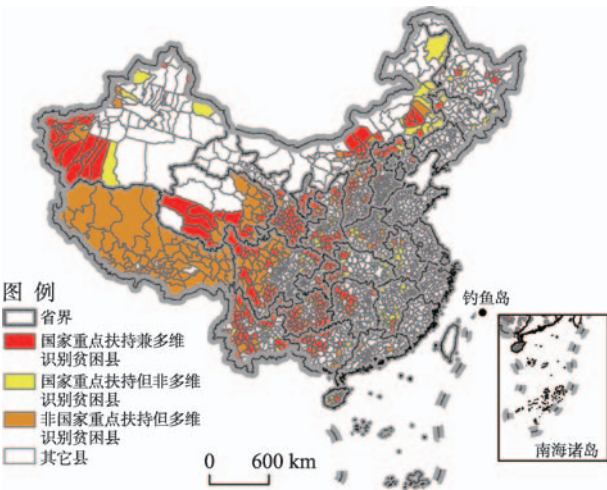 钓鱼岛
图 例
省界
国家重点扶持兼多维
识别贫困县
国家重点扶持但非多维
识别贫困县
非国家重点扶持但多维
识别贫困县
其它县
0 600 km
南海诸岛